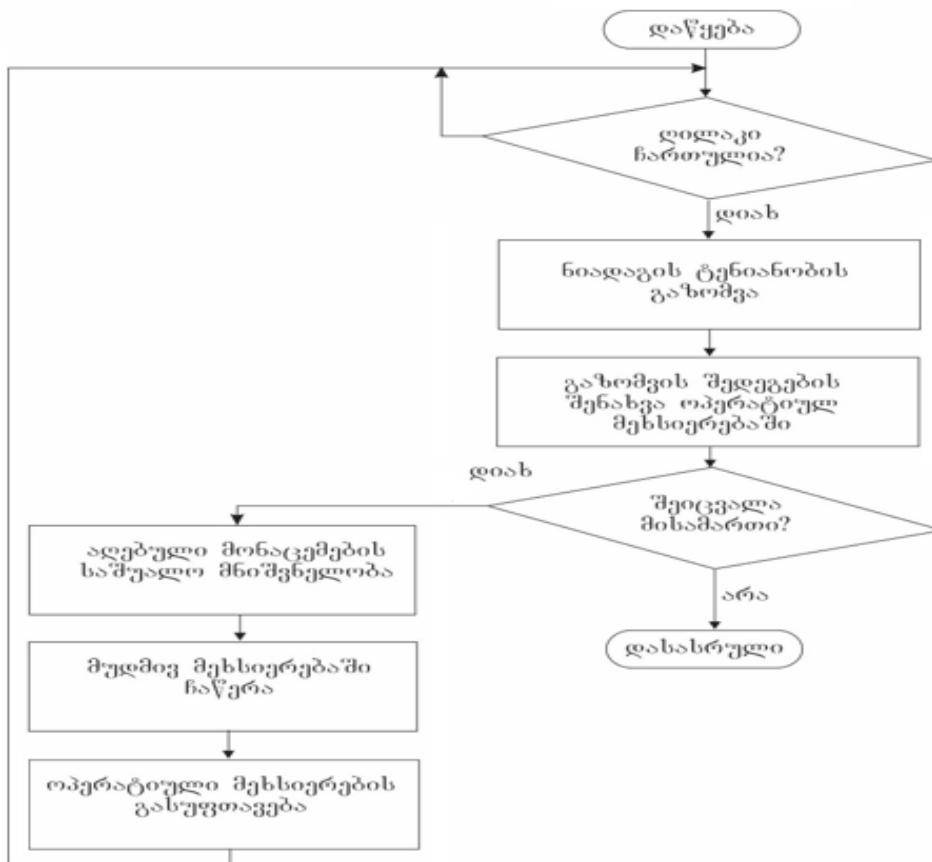 დაწყება
ღილაკი
ჩართულია?
დიახ
ნიადაგის ტენიანობის
გაზომვა
გაზომვის შედეგების
შენახვა ოპერატიულ
მეხსიერებაში
დიახ
შეიცვალა
მისამართი?
არა
დასასრული
აღებული მონაცემების
საშუალო მნიშვნელობა
მუდმივ მეხსიერებაში
ჩაწერა
ოპერატიული მეხსიერების
გასუფთავება